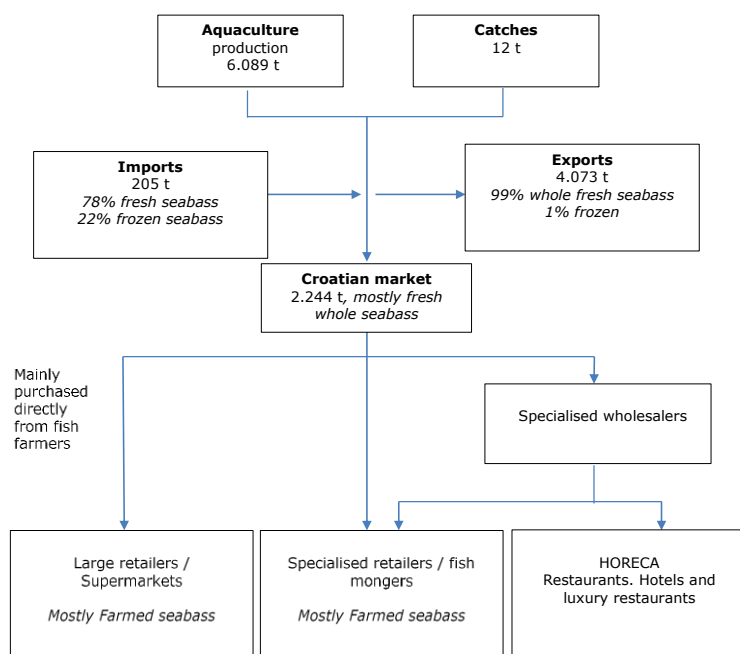 Aquaculture
production
6.089 t
Catches
12 t
Imports
205 t
78% fresh seabass
22% frozen seabass
Exports
4.073 t
99% whole fresh seabass
1% frozen
Croatian market
2.244 t, mostly fresh
whole seabass
Mainly
purchased
directly
from fish
farmers
Specialised wholesalers
Large retailers /
Supermarkets
Mostly Farmed seabass
Specialised retailers / fish
mongers
Mostly Farmed seabass
HORECA
Restaurants. Hotels and
luxury restaurants